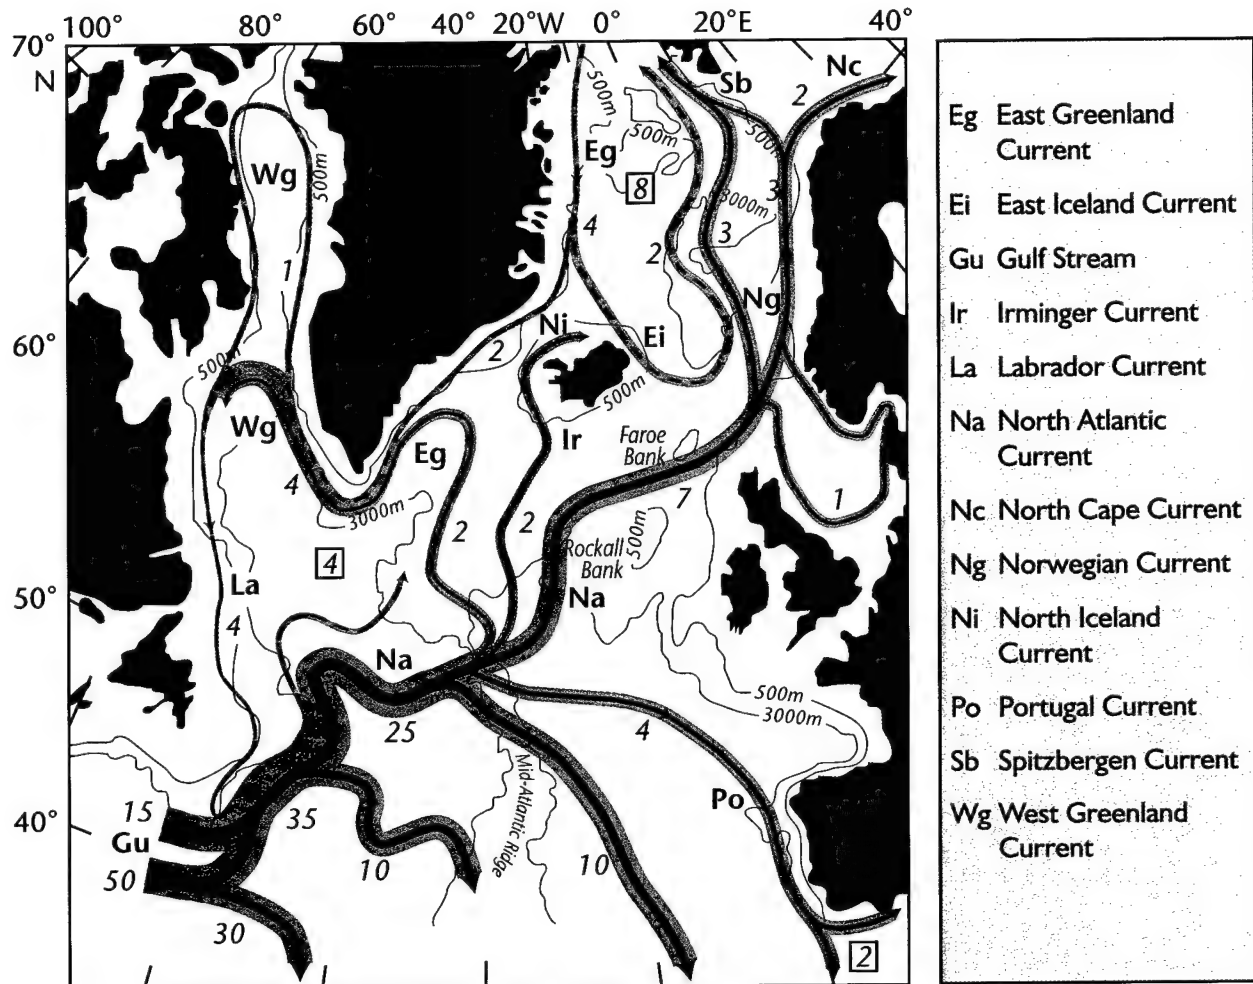 100° 80° 60° 40° 20°W 0° 20°E 40°
70°
N
60°
50°
40°
500m
500m
500m
500m
Sb
Nc
2
Eg
Wg
8
3
3000m
4
3
2
1
Ng
Ni
Ei
2
500m
500m
Wg
Eg
Ir
Faroe
Bank
4
3000m
7
1
2
2
500m
Rockall
Bank
4
La
Na
4
Na
500m
3000m
25
4
Mid-Atlantic Ridge
Po
15
35
Gu
10
10
50
30
2
Eg East Greenland
Current
Ei East Iceland Current
Gu Gulf Stream
Ir Irminger Current
La Labrador Current
Na North Atlantic
Current
Nc North Cape Current
Ng Norwegian Current
Ni North Iceland
Current
Po Portugal Current
Sb Spitzbergen Current
Wg West Greenland
Current